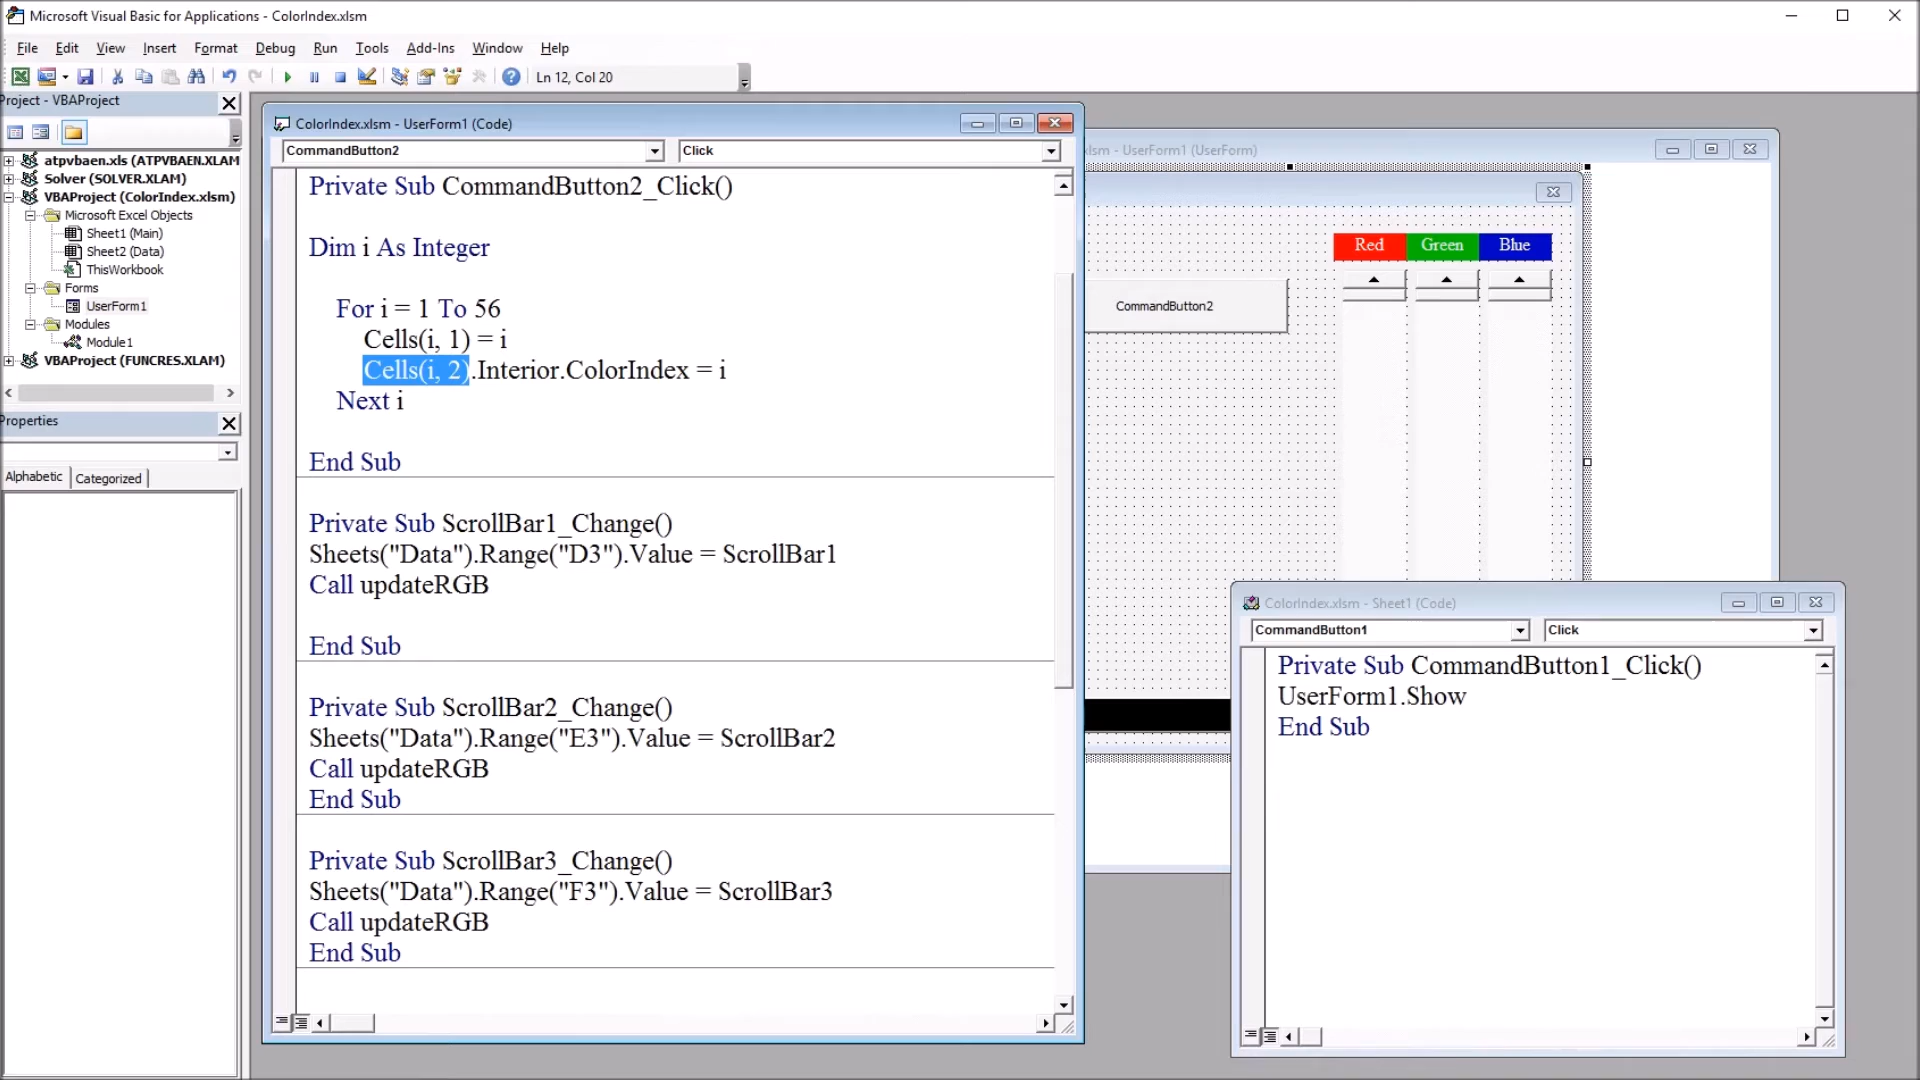 Microsoft Visual Basic for Applications - ColorIndex.xlsm
File Edit View Insert Format Debug Run Tools Add-Ins Window Help
Ln 12, Col 20
Project - VBAProject
atpvbaen.xls (ATPVBAEN.XLAM
Solver (SOLVER.XLAM)
VBAProject (ColorIndex.xlsm)
Microsoft Excel Objects
Sheet1 (Main)
Sheet2 (Data)
ThisWorkbook
Forms
UserForm1
Modules
Module1
VBAProject (FUNCRES.XLAM)
Properties
Alphabetic Categorized
ColorIndex.xlsm - UserForm1 (Code)
CommandButton2 Click
Private Sub CommandButton2_Click()
Dim i As Integer
For i = 1 To 56
Cells(i, 1) = i
Cells(i, 2).Interior.ColorIndex = i
Next i
End Sub
Private Sub ScrollBar1_Change()
Sheets("Data").Range("D3").Value = ScrollBar1
Call updateRGB
End Sub
Private Sub ScrollBar2_Change()
Sheets("Data").Range("E3").Value = ScrollBar2
Call updateRGB
End Sub
Private Sub ScrollBar3_Change()
Sheets("Data").Range("F3").Value = ScrollBar3
Call updateRGB
End Sub
lsm - UserForm1 (UserForm)
Red Green Blue
CommandButton2
ColorIndex.xlsm - Sheet1 (Code)
CommandButton1 Click
Private Sub CommandButton1_Click()
UserForm1.Show
End Sub